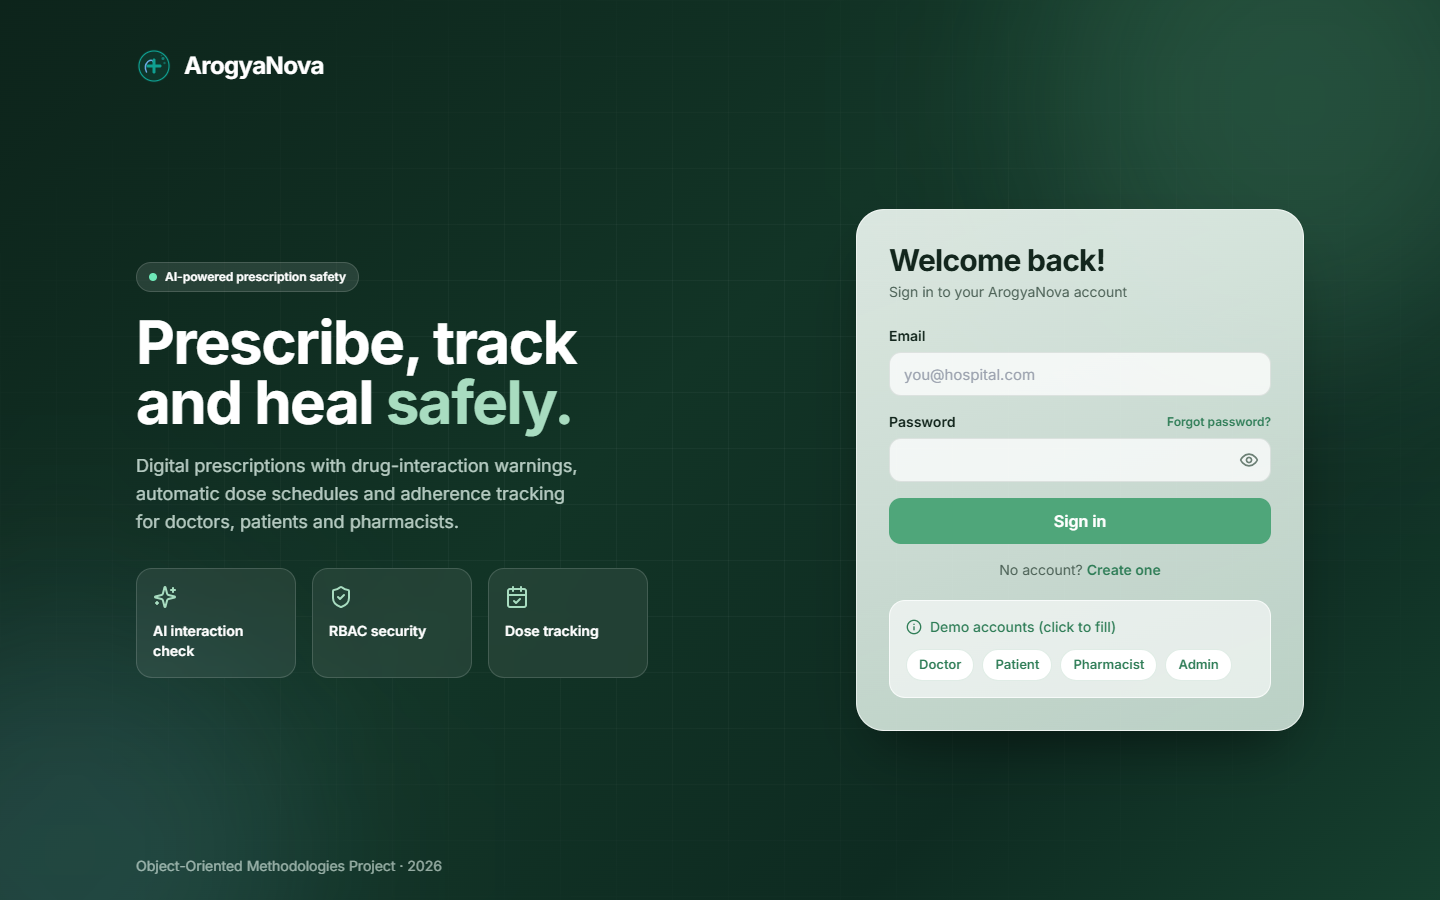 ArogyaNova
AI-powered prescription safety
Prescribe, track
and heal safely.
Digital prescriptions with drug-interaction warnings,
automatic dose schedules and adherence tracking
for doctors, patients and pharmacists.
AI interaction
check
RBAC security
Dose tracking
Object-Oriented Methodologies Project · 2026
Welcome back!
Sign in to your ArogyaNova account
Email
you@hospital.com
Password
Forgot password?
Sign in
No account? Create one
Demo accounts (click to fill)
Doctor
Patient
Pharmacist
Admin